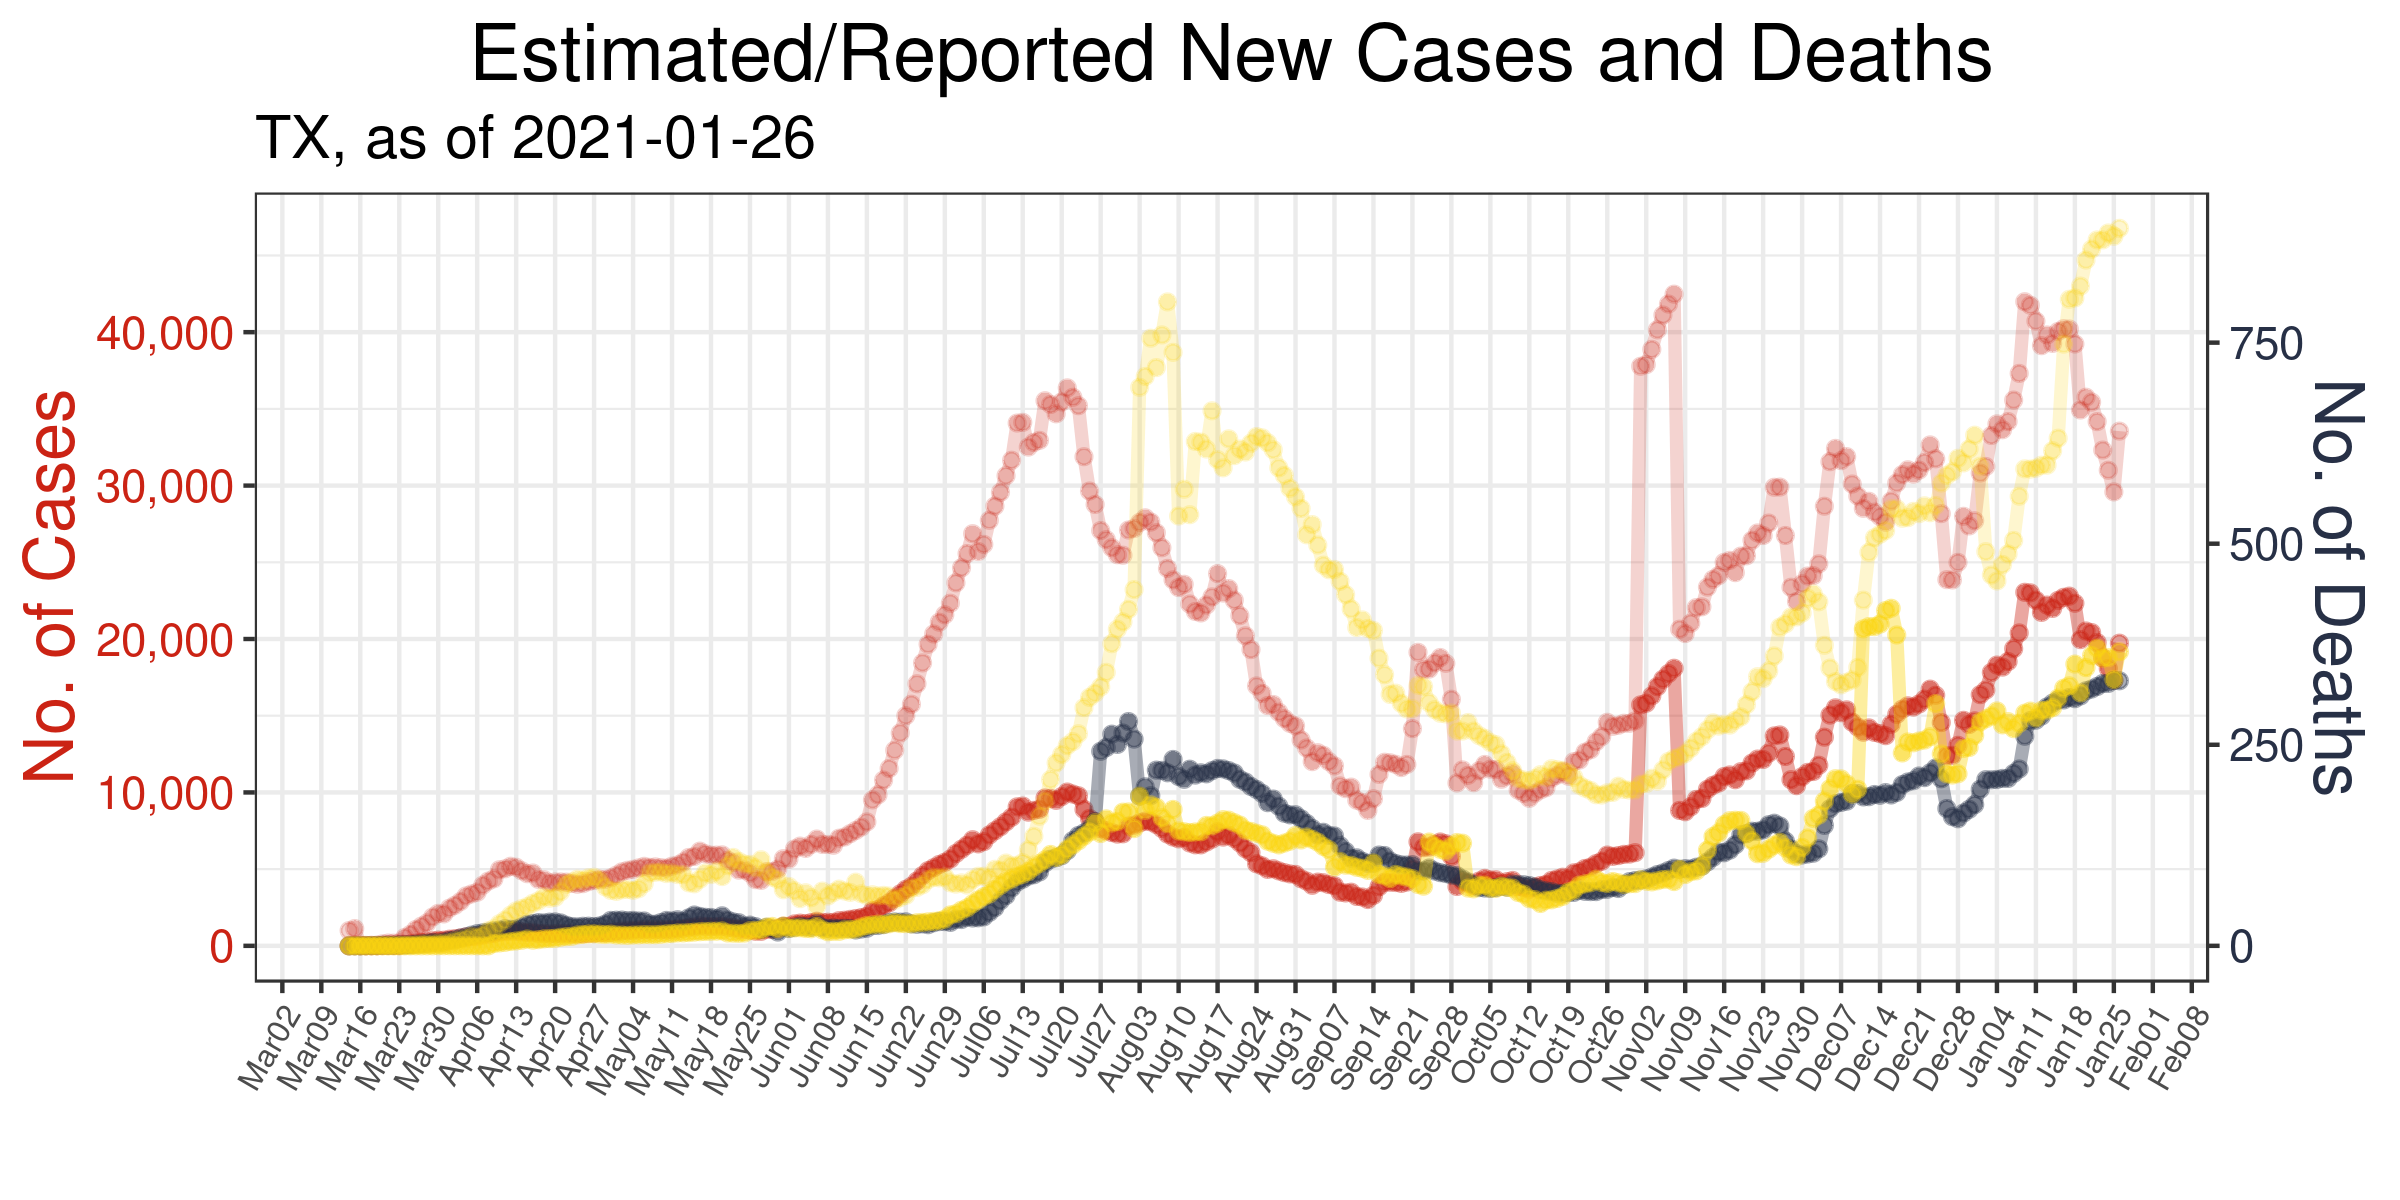 Estimated/Reported New Cases and Deaths
TX, as of 2021-01-26
No. of Cases
40,000
30,000
20,000
10,000
0
750
500
250
0
No. of Deaths
Mar02
Mar09
Mar16
Mar23
Mar30
Apr06
Apr13
Apr20
Apr27
May04
May11
May18
May25
Jun01
Jun08
Jun15
Jun22
Jun29
Jul06
Jul13
Jul20
Jul27
Aug03
Aug10
Aug17
Aug24
Aug31
Sep07
Sep14
Sep21
Sep28
Oct05
Oct12
Oct19
Oct26
Nov02
Nov09
Nov16
Nov23
Nov30
Dec07
Dec14
Dec21
Dec28
Jan04
Jan11
Jan18
Jan25
Feb01
Feb08